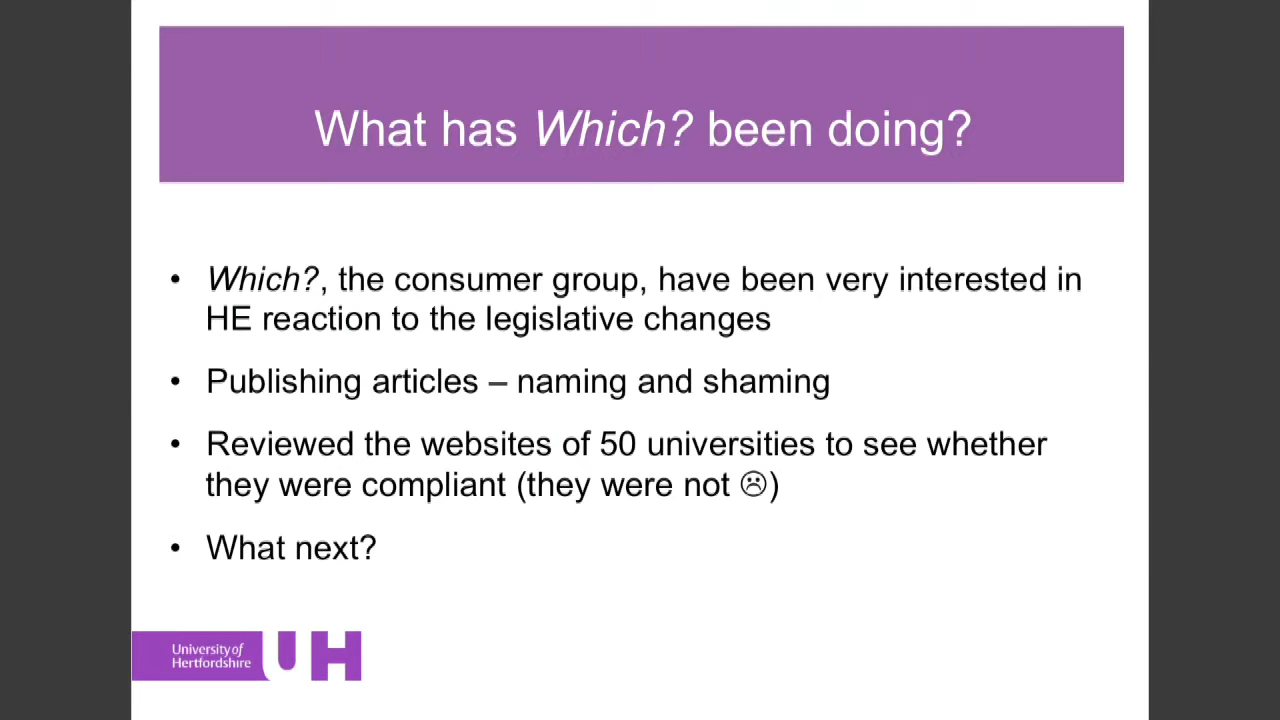 What has Which? been doing?
• Which?, the consumer group, have been very interested in
HE reaction to the legislative changes
• Publishing articles – naming and shaming
• Reviewed the websites of 50 universities to see whether
they were compliant (they were not ☹)
• What next?
University of
Hertfordshire
UH